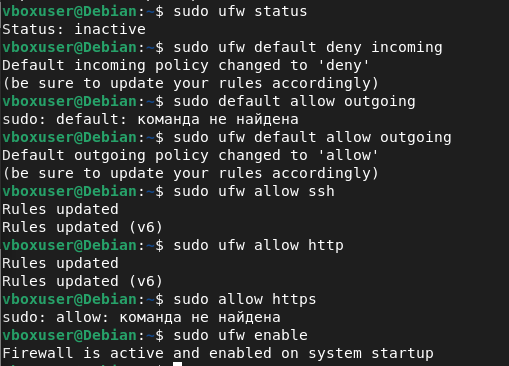 vboxuser@Debian:~$ sudo ufw status
Status: inactive
vboxuser@Debian:~$ sudo ufw default deny incoming
Default incoming policy changed to 'deny'
(be sure to update your rules accordingly)
vboxuser@Debian:~$ sudo default allow outgoing
sudo: default: команда не найдена
vboxuser@Debian:~$ sudo ufw default allow outgoing
Default outgoing policy changed to 'allow'
(be sure to update your rules accordingly)
vboxuser@Debian:~$ sudo ufw allow ssh
Rules updated
Rules updated (v6)
vboxuser@Debian:~$ sudo ufw allow http
Rules updated
Rules updated (v6)
vboxuser@Debian:~$ sudo allow https
sudo: allow: команда не найдена
vboxuser@Debian:~$ sudo ufw enable
Firewall is active and enabled on system startup